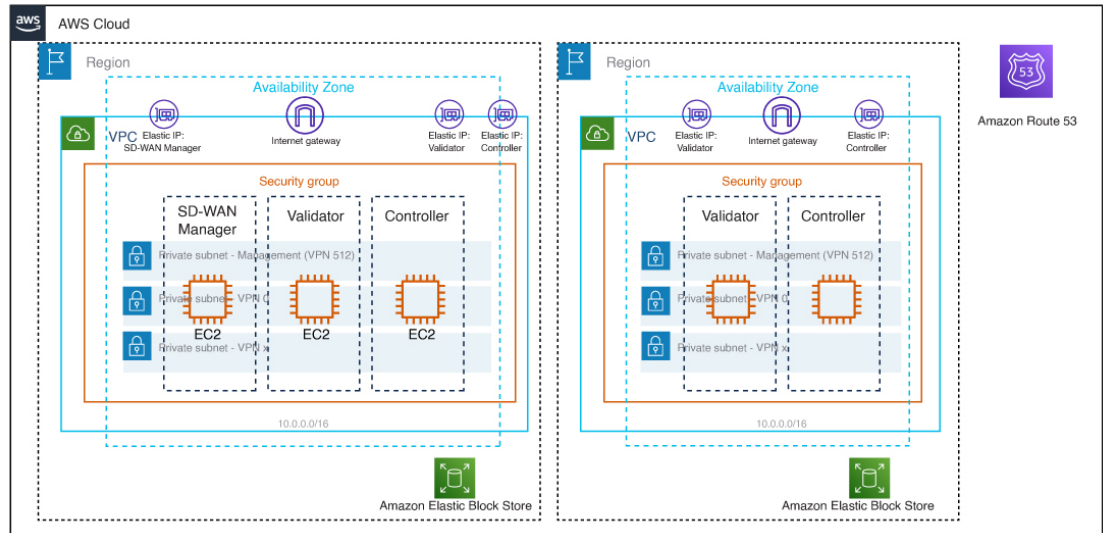 aws
AWS Cloud
Region
Availability Zone
VPC
Elastic IP:
SD-WAN Manager
Internet gateway
Elastic IP:
Validator
Elastic IP:
Controller
Security group
SD-WAN
Manager
Validator
Controller
Private subnet - Management (VPN 512)
Private subnet - VPN 0
EC2
EC2
EC2
Private subnet - VPN x
10.0.0.0/16
Amazon Elastic Block Store
Region
Availability Zone
VPC
Elastic IP:
Validator
Internet gateway
Elastic IP:
Controller
Security group
Validator
Controller
Private subnet - Management (VPN 512)
Private subnet - VPN 0
Private subnet - VPN x
10.0.0.0/16
Amazon Elastic Block Store
53
Amazon Route 53